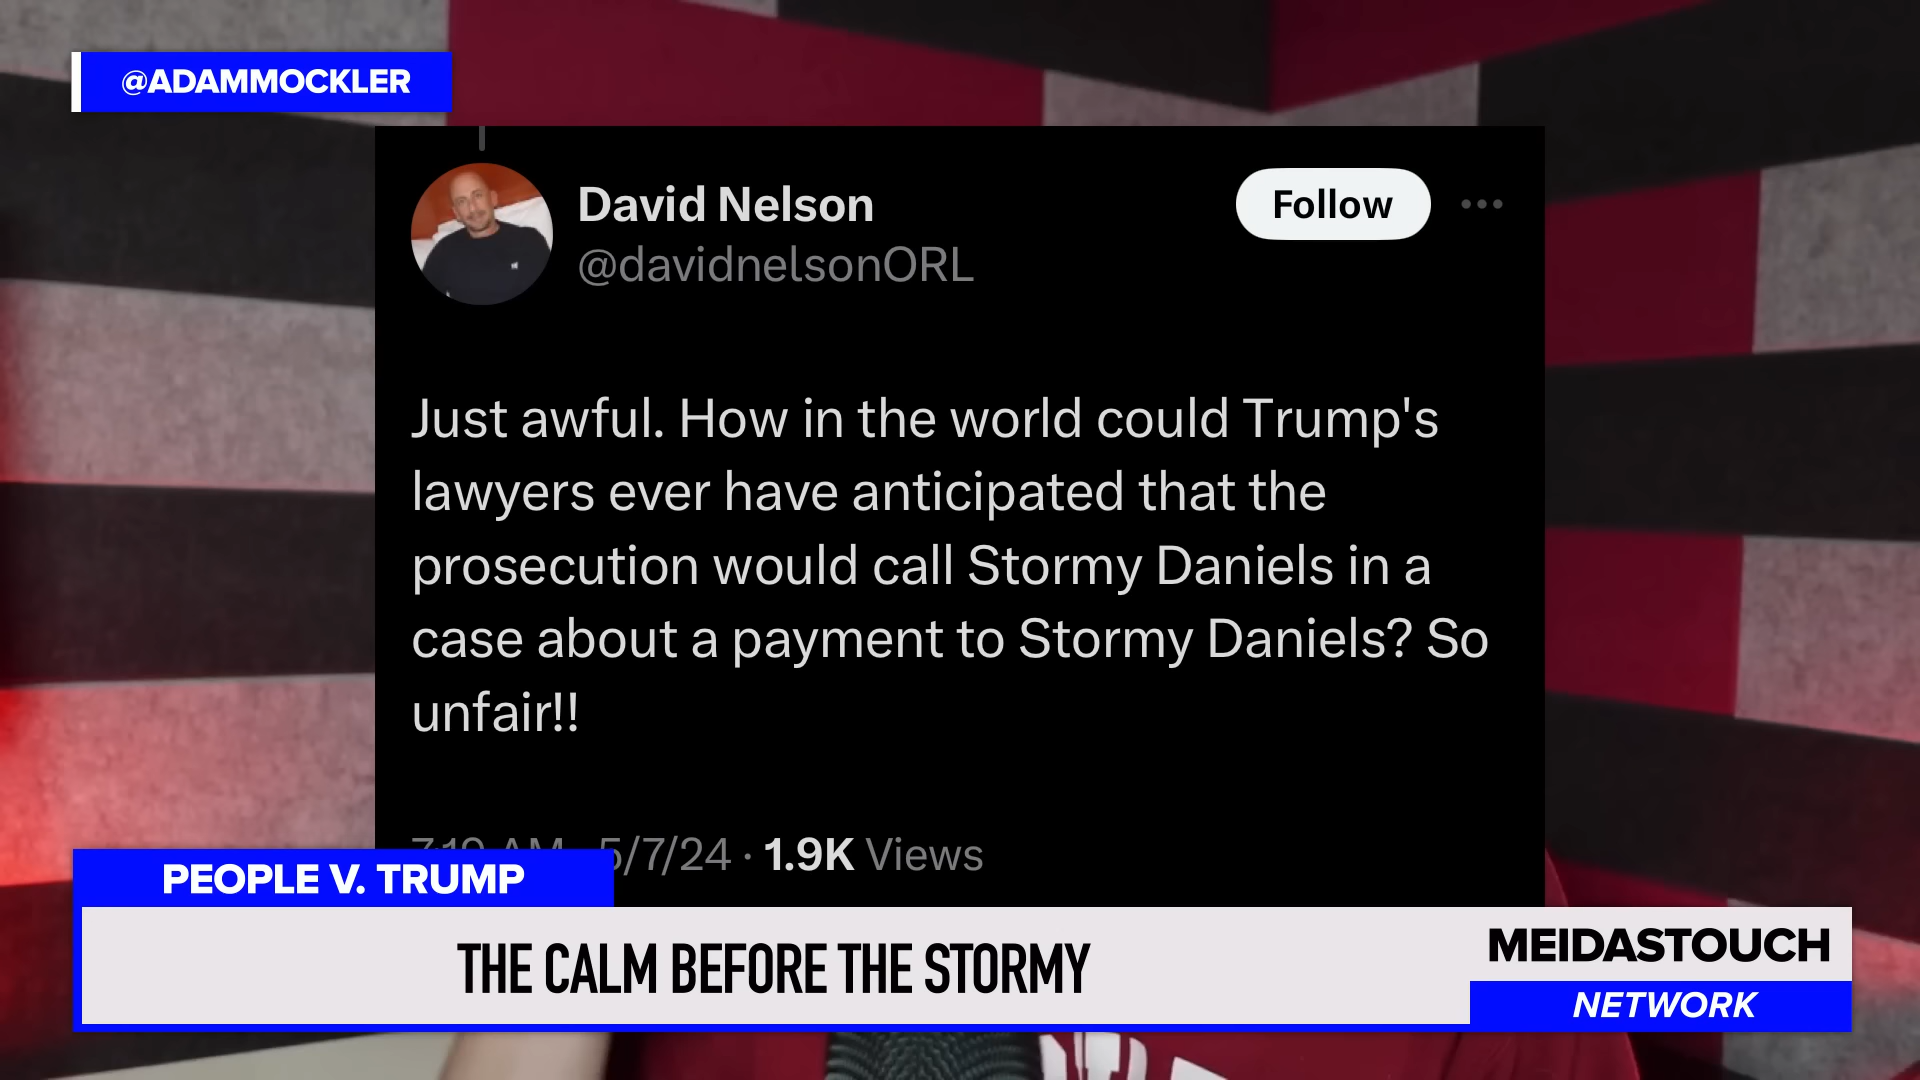 @ADAMMOCKLER
David Nelson
Follow
@davidnelsonORL
Just awful. How in the world could Trump's
lawyers ever have anticipated that the
prosecution would call Stormy Daniels in a
case about a payment to Stormy Daniels? So
unfair!!
5/7/24 · 1.9K Views
PEOPLE V. TRUMP
THE CALM BEFORE THE STORMY
MEIDASTOUCH
NETWORK